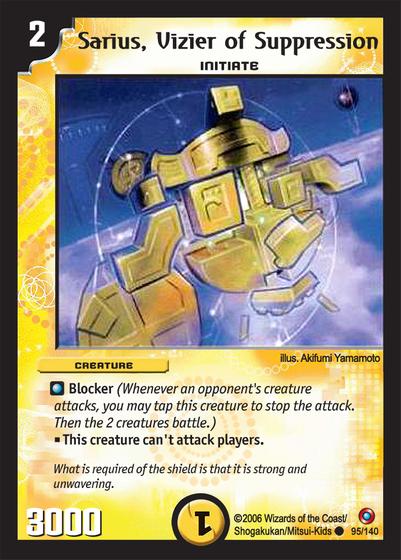 2
Sarius, Vizier of Suppression
INITIATE
illus. Akifumi Yamamoto
CREATURE
Blocker (Whenever an opponent's creature
attacks, you may tap this creature to stop the attack.
Then the 2 creatures battle.)
▪ This creature can't attack players.
What is required of the shield is that it is strong and
unwavering.
3000
1
©2006 Wizards of the Coast/
Shogakukan/Mitsui-Kids ● 95/140